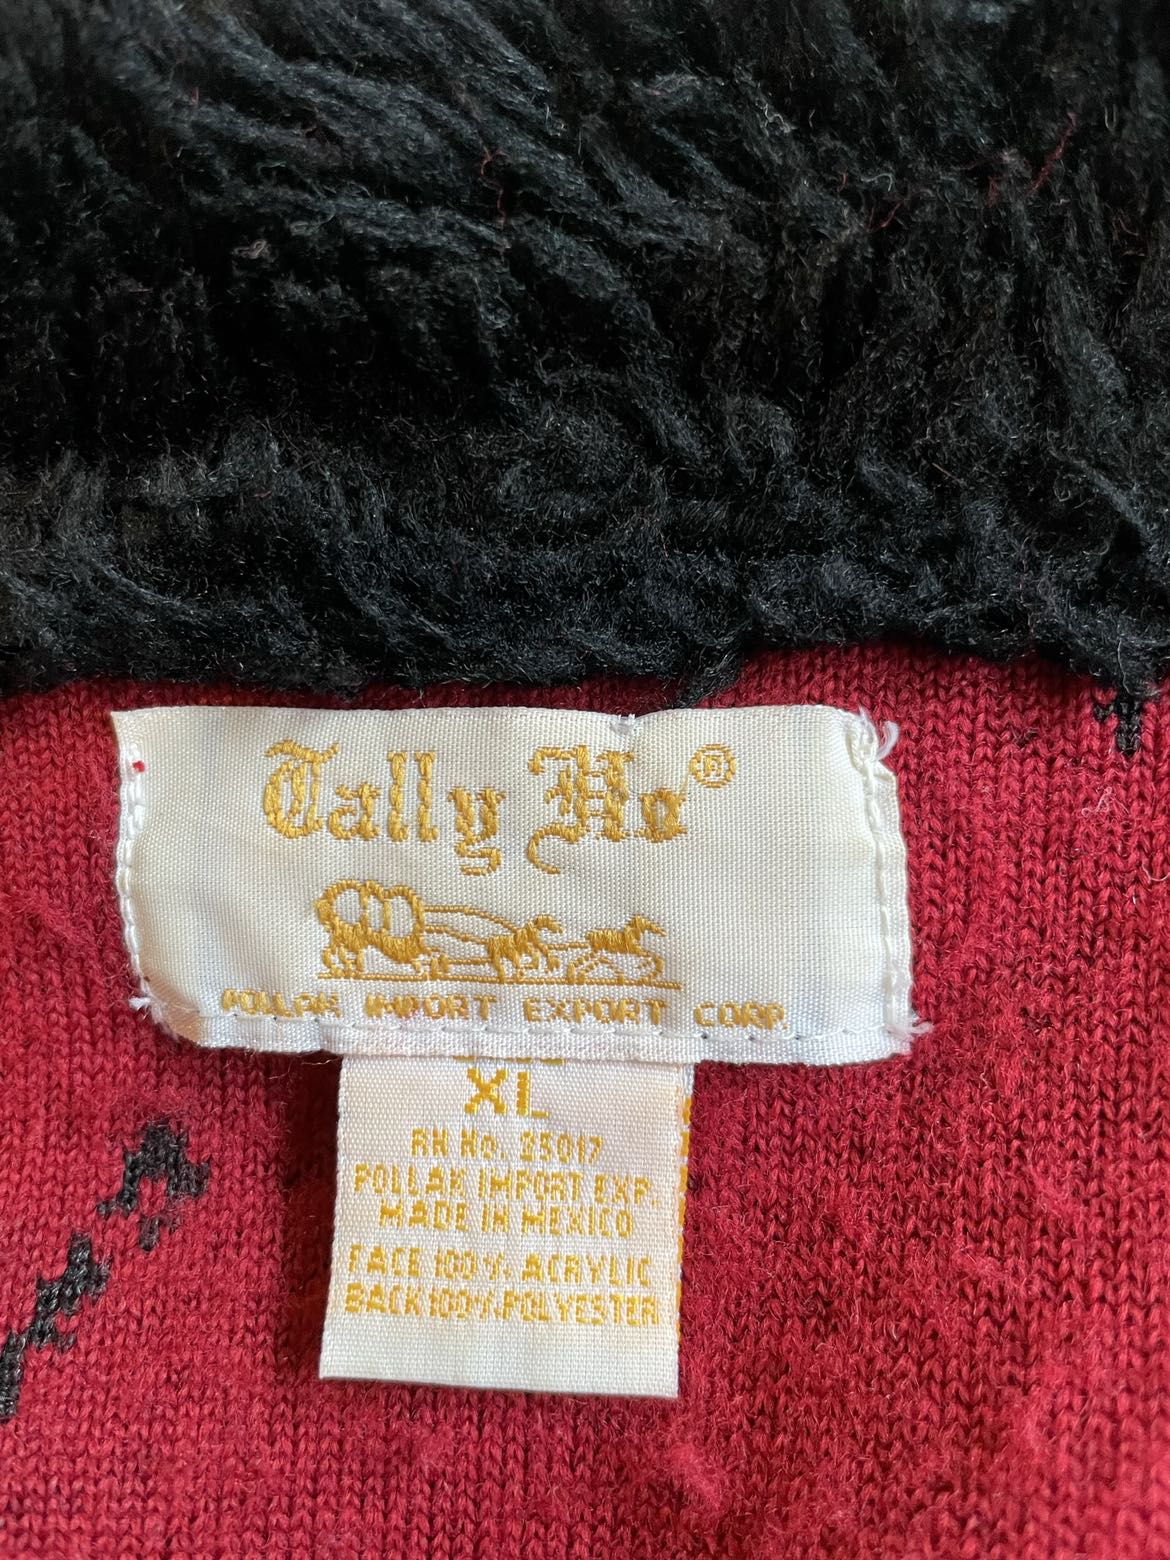 Tally Ho®
POLLAK IMPORT EXPORT CORP.
XL
RN No. 25017
POLLAK IMPORT EXP.
MADE IN MEXICO
FACE 100% ACRYLIC
BACK 100% POLYESTER